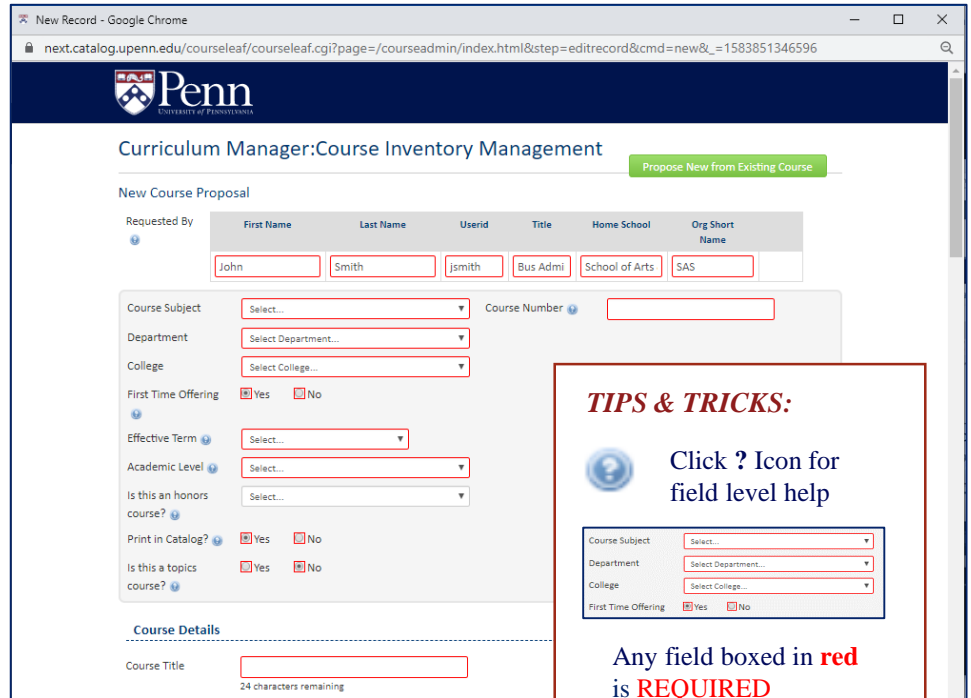 New Record - Google Chrome
next.catalog.upenn.edu/courseleaf/courseleaf.cgi?page=/courseadmin/index.html&step=editrecord&cmd=new&_=1583851346596
Penn
UNIVERSITY of PENNSYLVANIA
Curriculum Manager:Course Inventory Management
Propose New from Existing Course
New Course Proposal
Requested By First Name Last Name Userid Title Home School Org Short Name
John Smith jsmith Bus Admi School of Arts SAS
Course Subject Select... Course Number
Department Select Department...
College Select College...
First Time Offering Yes No
Effective Term Select...
Academic Level Select...
Is this an honors course? Select...
Print in Catalog? Yes No
Is this a topics course? Yes No
Course Details
Course Title
24 characters remaining
TIPS & TRICKS:
Click ? Icon for
field level help
Course Subject Select...
Department Select Department...
College Select College...
First Time Offering Yes No
Any field boxed in red
is REQUIRED